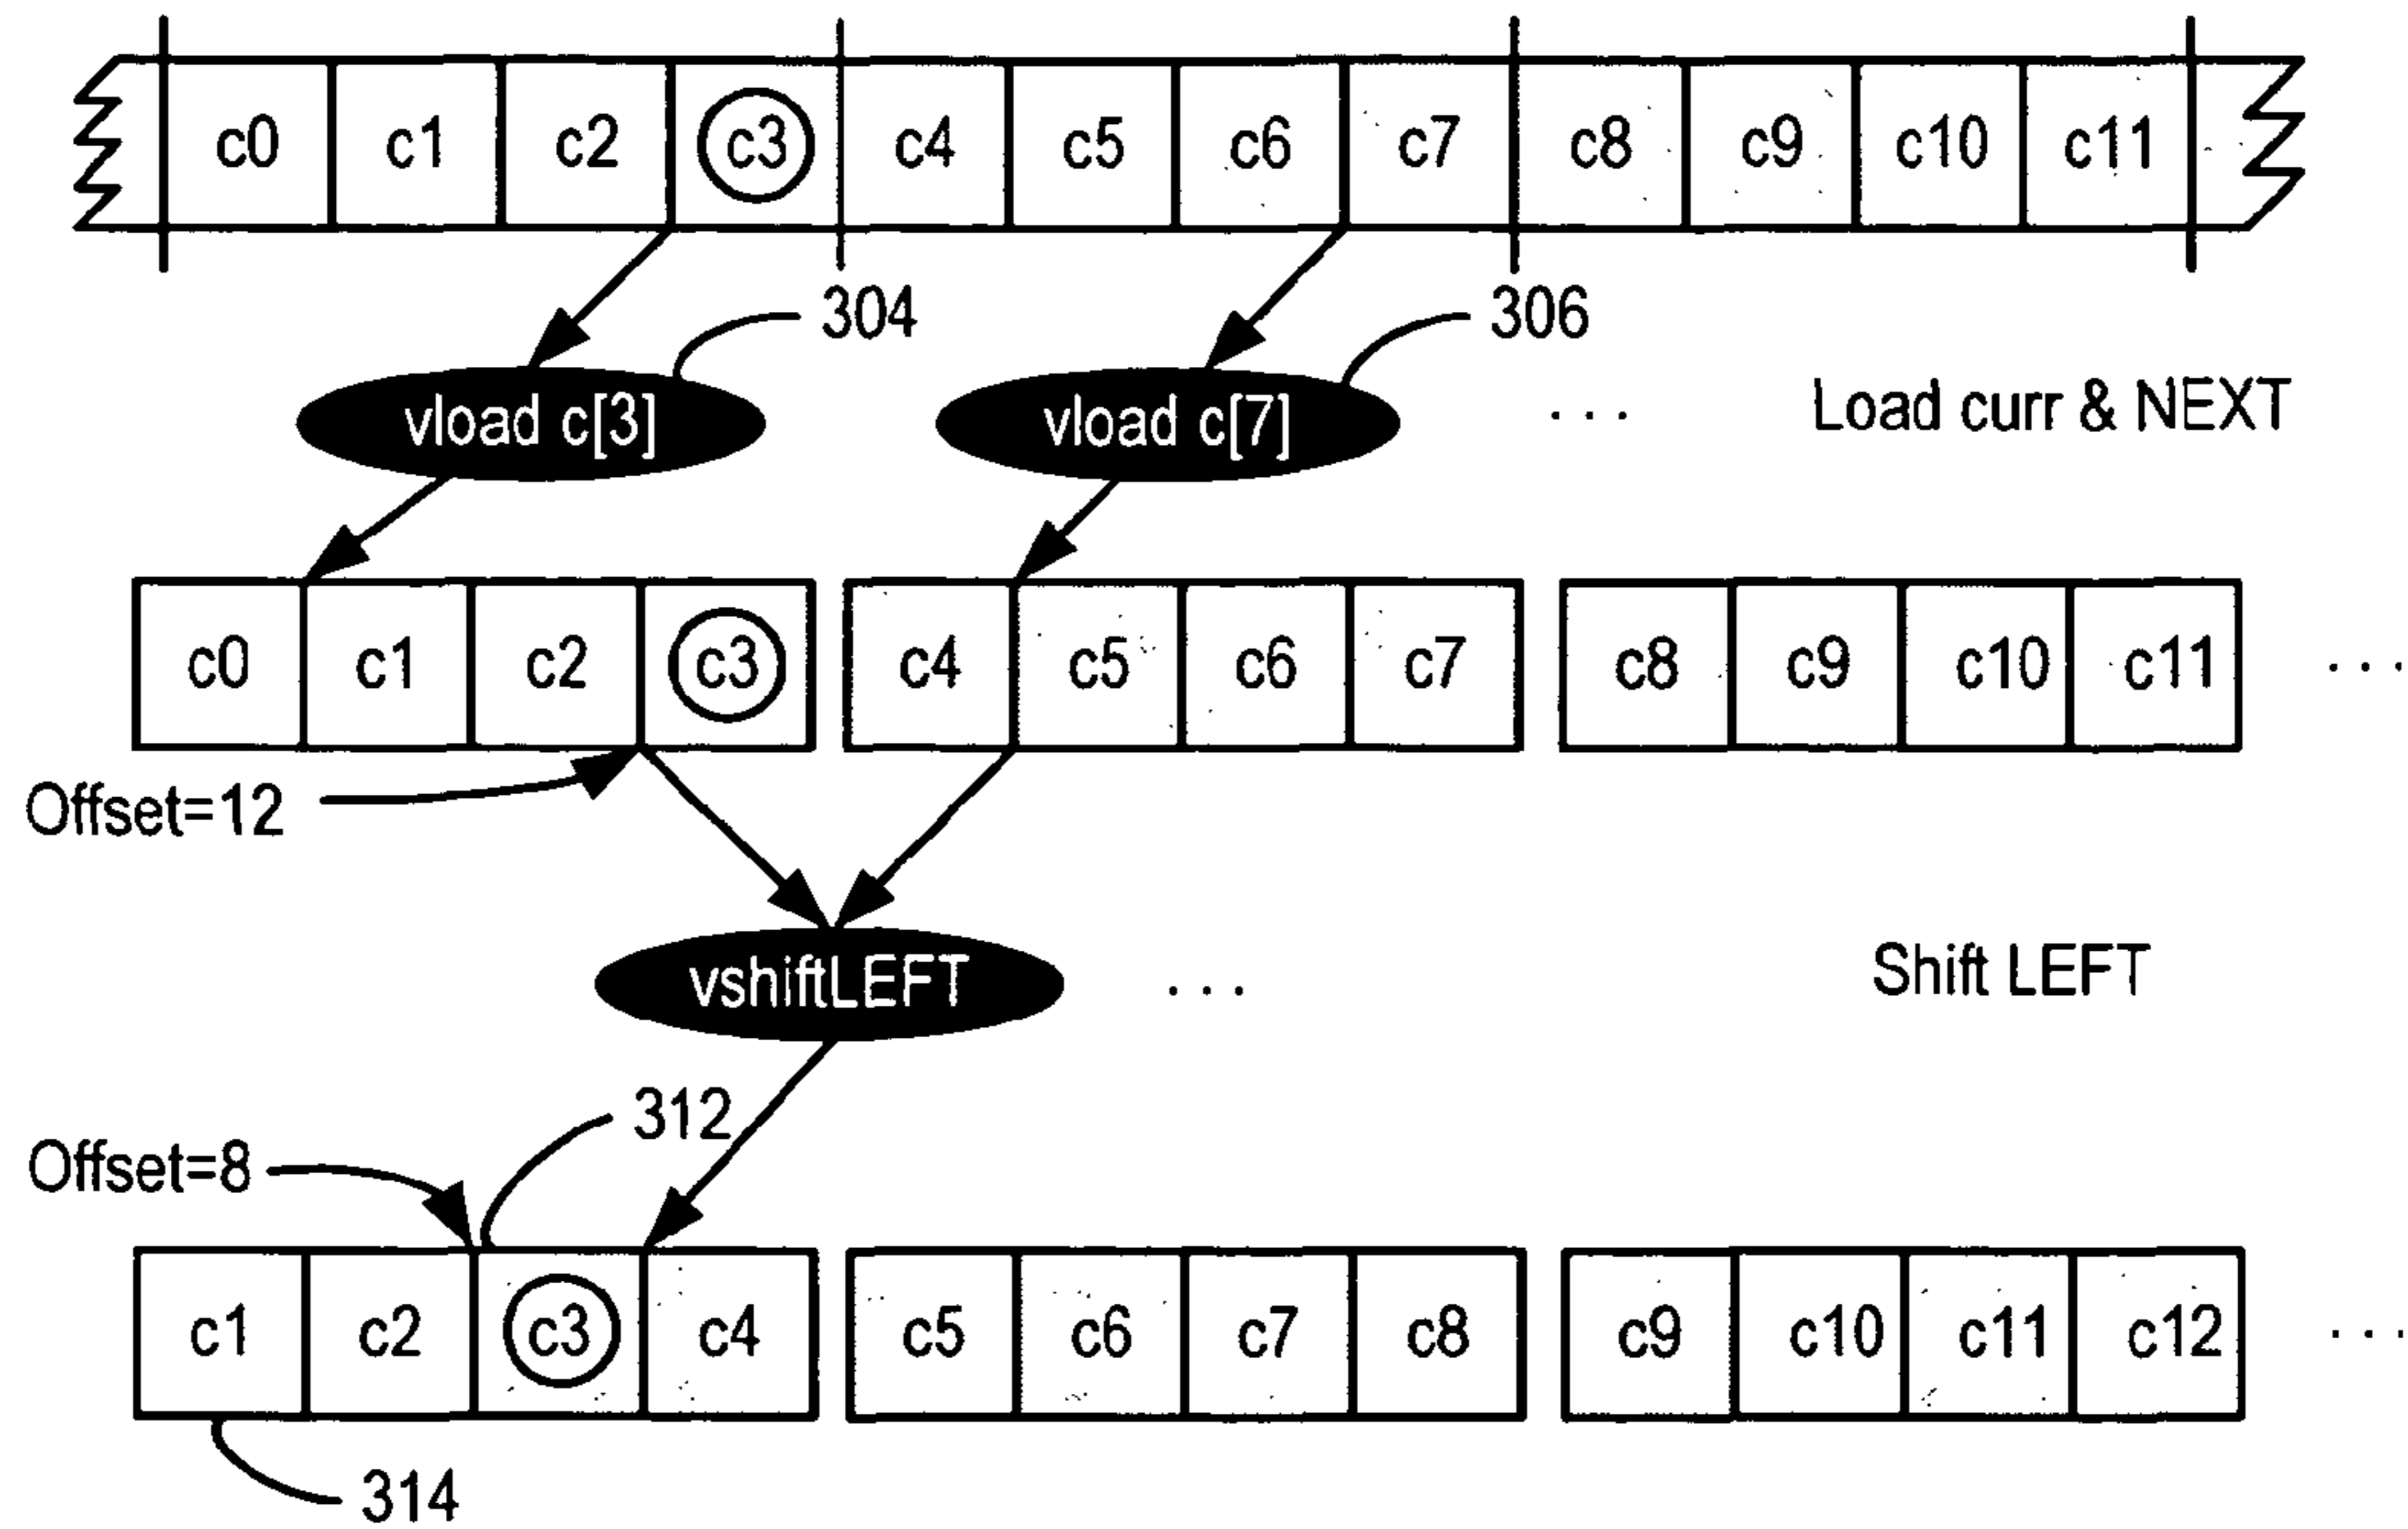 c0 c1 c2 c3 c4 c5 c6 c7 c8 c9 c10 c11
304 306
vload c[3] vload c[7] ... Load curr & NEXT
c0 c1 c2 c3 c4 c5 c6 c7 c8 c9 c10 c11 ...
Offset=12
vshiftLEFT ... Shift LEFT
312
Offset=8
c1 c2 c3 c4 c5 c6 c7 c8 c9 c10 c11 c12 ...
314